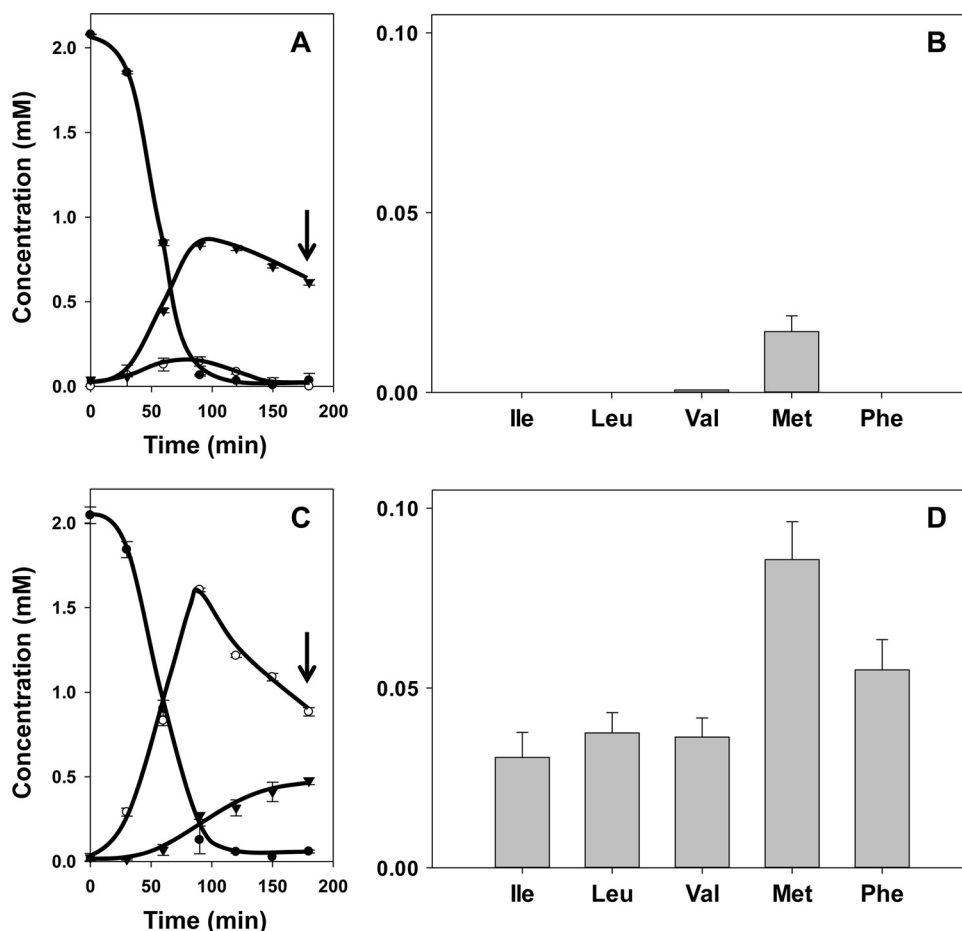 A
Concentration (mM)
2.0
1.5
1.0
0.5
0.0
0 50 100 150 200
Time (min)
B
0.10
0.05
0.00
Ile Leu Val Met Phe
C
Concentration (mM)
2.0
1.5
1.0
0.5
0.0
0 50 100 150 200
Time (min)
D
0.10
0.05
0.00
Ile Leu Val Met Phe